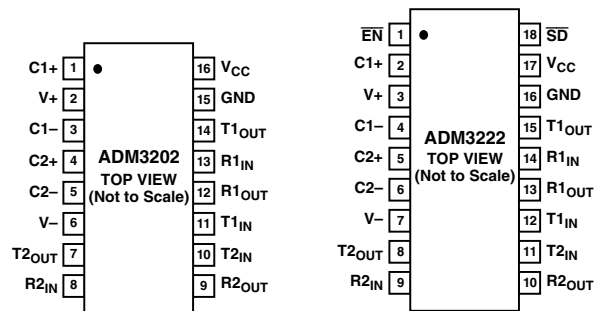 C1+ 1 16 VCC
V+ 2 15 GND
C1– 3 14 T1OUT
C2+ 4 13 R1IN
C2– 5 12 R1OUT
V– 6 11 T1IN
T2OUT 7 10 T2IN
R2IN 8 9 R2OUT
ADM3202
TOP VIEW
(Not to Scale)
EN 1 18 SD
C1+ 2 17 VCC
V+ 3 16 GND
C1– 4 15 T1OUT
C2+ 5 14 R1IN
C2– 6 13 R1OUT
V– 7 12 T1IN
T2OUT 8 11 T2IN
R2IN 9 10 R2OUT
ADM3222
TOP VIEW
(Not to Scale)